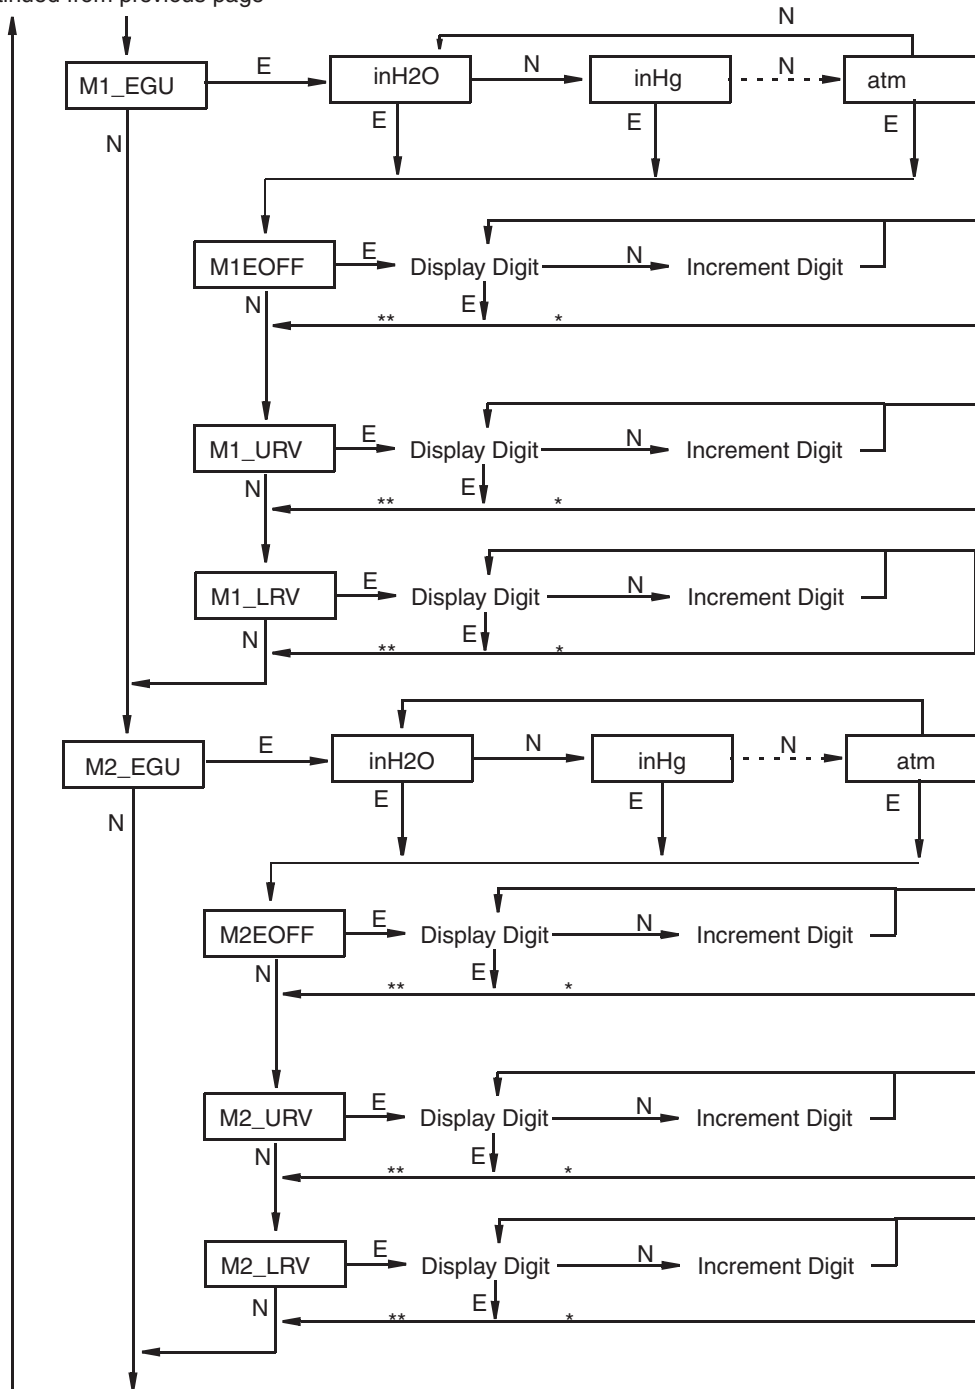 from previous page
N
M1_EGU
E
inH2O
N
inHg
N
atm
N
E
E
E
M1EOFF
E
Display Digit
N
Increment Digit
N
E
**
*
M1_URV
E
Display Digit
N
Increment Digit
N
E
**
*
M1_LRV
E
Display Digit
N
Increment Digit
N
E
**
*
M2_EGU
E
inH2O
N
inHg
N
atm
N
E
E
E
M2EOFF
E
Display Digit
N
Increment Digit
N
E
**
*
M2_URV
E
Display Digit
N
Increment Digit
N
E
**
*
M2_LRV
E
Display Digit
N
Increment Digit
N
E
**
*